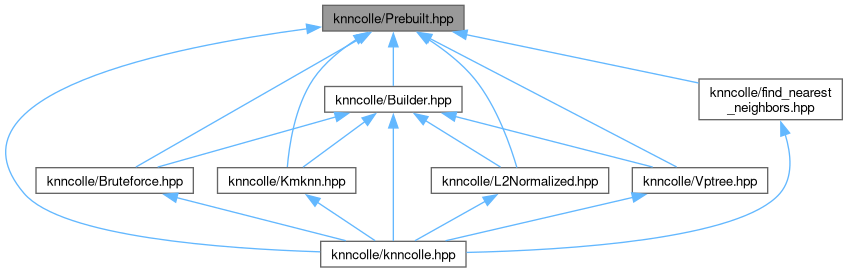 knncolle/Prebuilt.hpp
knncolle/Builder.hpp
knncolle/find_nearest
_neighbors.hpp
knncolle/Bruteforce.hpp
knncolle/Kmknn.hpp
knncolle/L2Normalized.hpp
knncolle/Vptree.hpp
knncolle/knncolle.hpp